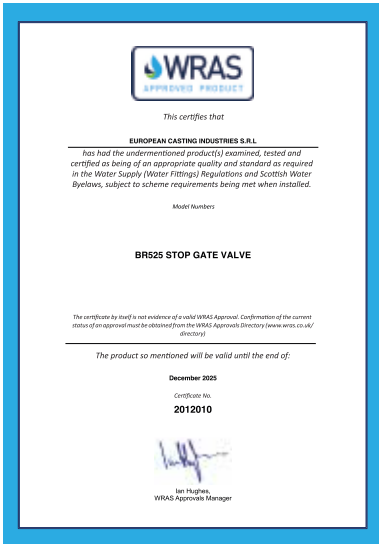 WRAS
APPROVED PRODUCT
This certifies that
EUROPEAN CASTING INDUSTRIES S.R.L
has had the undermentioned product(s) examined, tested and
certified as being of an appropriate quality and standard as required
in the Water Supply (Water Fittings) Regulations and Scottish Water
Byelaws, subject to scheme requirements being met when installed.
Model Numbers
BR525 STOP GATE VALVE
The certificate by itself is not evidence of a valid WRAS Approval. Confirmation of the current
status of an approval must be obtained from the WRAS Approvals Directory (www.wras.co.uk/
directory)
The product so mentioned will be valid until the end of:
December 2025
Certificate No.
2012010
Ian Hughes,
WRAS Approvals Manager